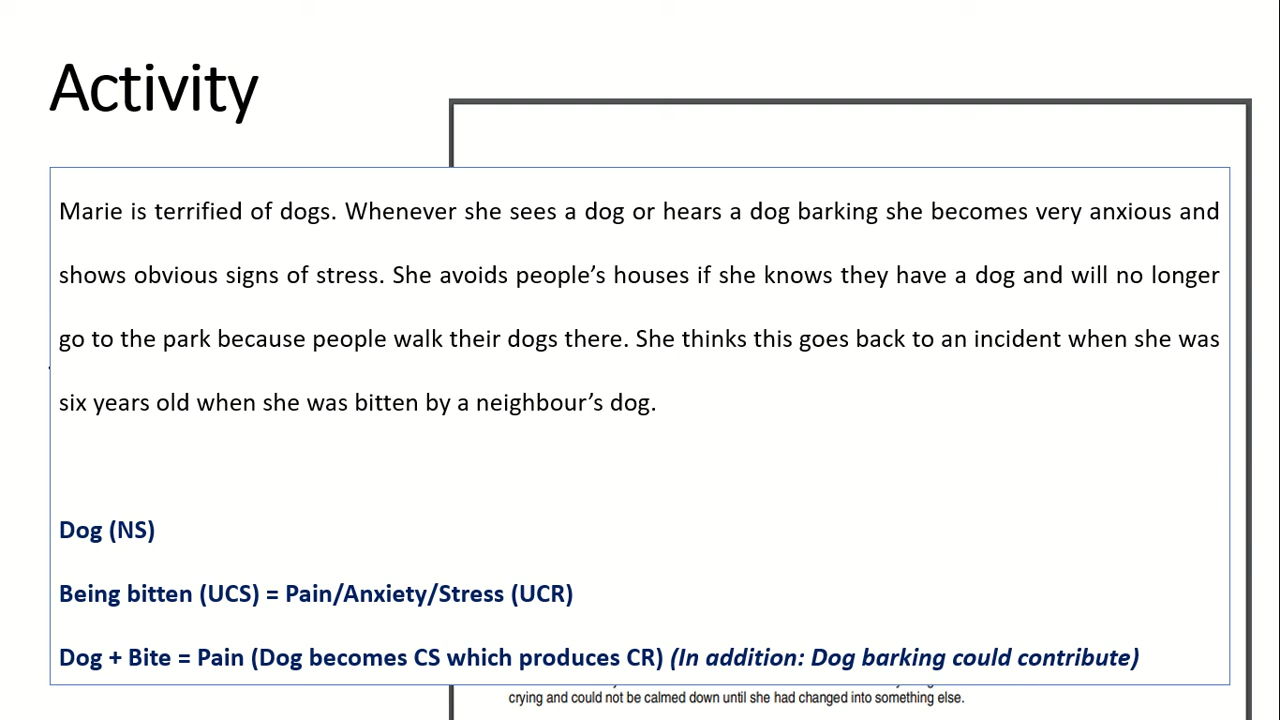 Activity
Marie is terrified of dogs. Whenever she sees a dog or hears a dog barking she becomes very anxious and
shows obvious signs of stress. She avoids people’s houses if she knows they have a dog and will no longer
go to the park because people walk their dogs there. She thinks this goes back to an incident when she was
six years old when she was bitten by a neighbour’s dog.
Dog (NS)
Being bitten (UCS) = Pain/Anxiety/Stress (UCR)
Dog + Bite = Pain (Dog becomes CS which produces CR) (In addition: Dog barking could contribute)
crying and could not be calmed down until she had changed into something else.